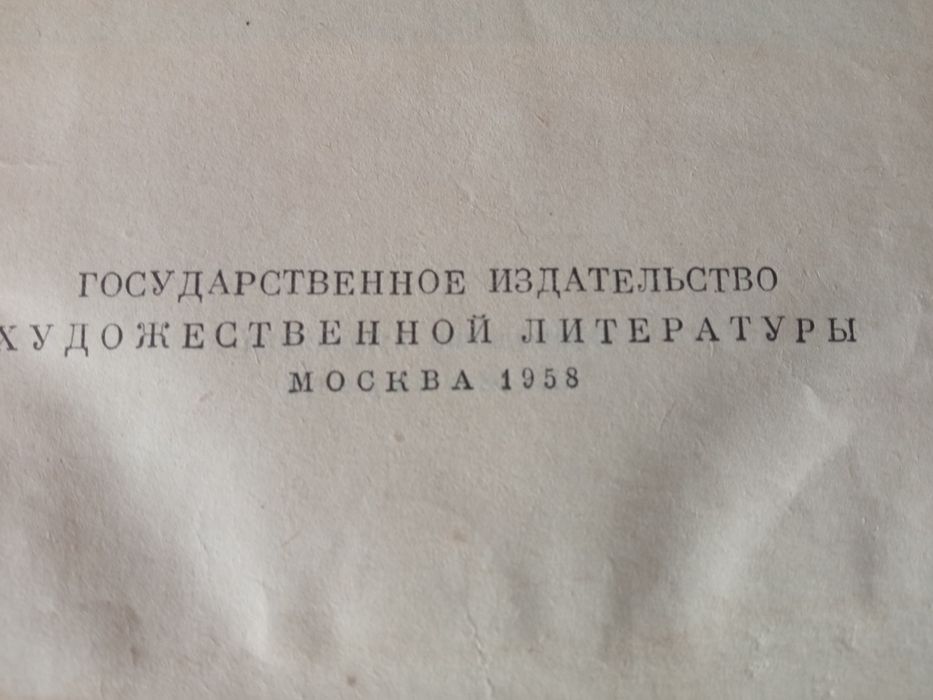 ГОСУДАРСТВЕННОЕ ИЗДАТЕЛЬСТВО
ХУДОЖЕСТВЕННОЙ ЛИТЕРАТУРЫ
МОСКВА 1958